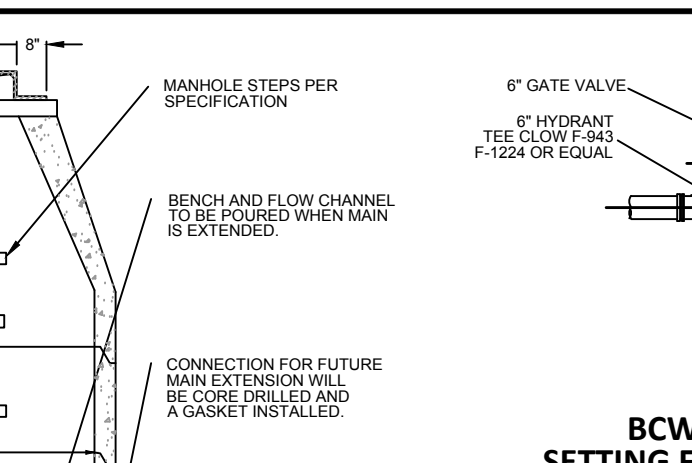 8"
MANHOLE STEPS PER
SPECIFICATION
BENCH AND FLOW CHANNEL
TO BE POURED WHEN MAIN
IS EXTENDED.
CONNECTION FOR FUTURE
MAIN EXTENSION WILL
BE CORE DRILLED AND
A GASKET INSTALLED.
6" GATE VALVE
6" HYDRANT
TEE CLOW F-943
F-1224 OR EQUAL
BCW
SETTING